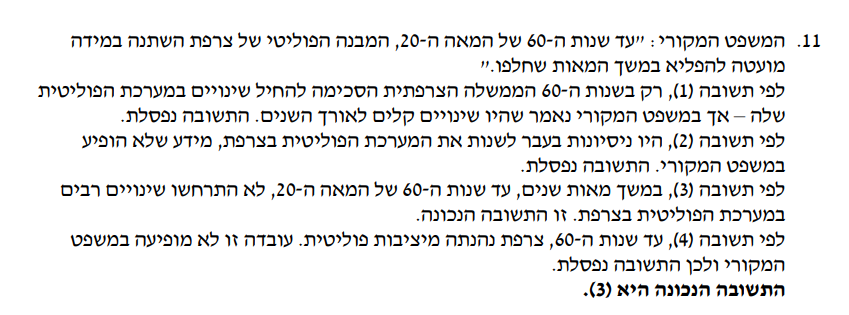 11. המשפט המקורי: "עד שנות ה-60 של המאה ה-20, המבנה הפוליטי של צרפת השתנה במידה
מועטה להפליא במשך המאות שחלפו."
לפי תשובה (1), רק בשנות ה-60 הממשלה הצרפתית הסכימה להחיל שינויים במערכת הפוליטית
שלה – אך במשפט המקורי נאמר שהיו שינויים קלים לאורך השנים. התשובה נפסלת.
לפי תשובה (2), היו ניסיונות בעבר לשנות את המערכת הפוליטית בצרפת, מידע שלא הופיע
במשפט המקורי. התשובה נפסלת.
לפי תשובה (3), במשך מאות שנים, עד שנות ה-60 של המאה ה-20, לא התרחשו שינויים רבים
במערכת הפוליטית בצרפת. זו התשובה הנכונה.
לפי תשובה (4), עד שנות ה-60, צרפת נהנתה מיציבות פוליטית. עובדה זו לא מופיעה במשפט
המקורי ולכן התשובה נפסלת.
התשובה הנכונה היא (3).